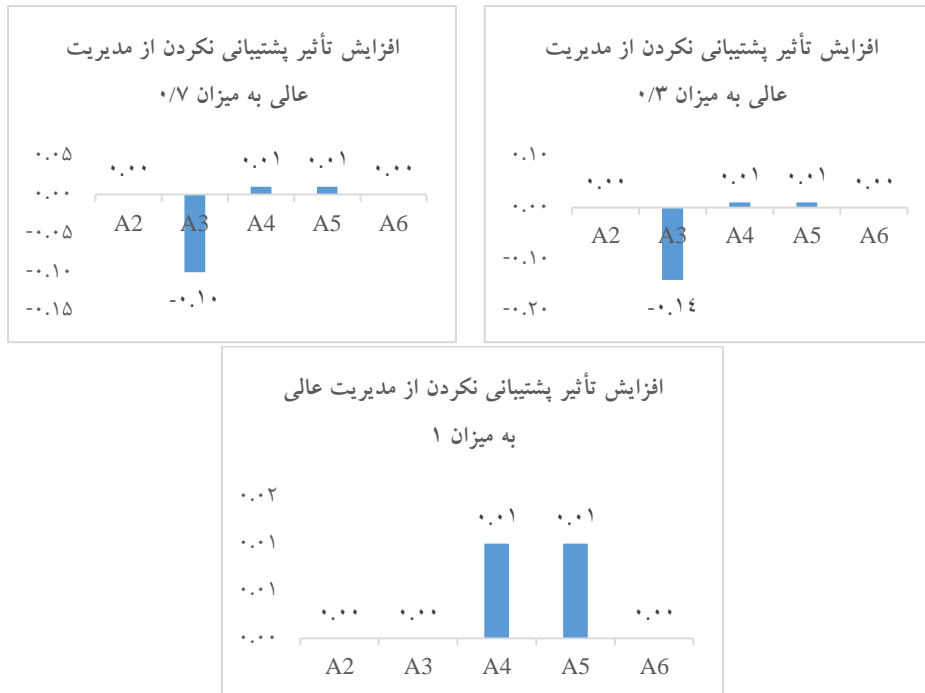 افزایش تأثیر پشتیبانی نکردن از مدیریت
عالی به میزان ۰/۳
۰.۱۰
۰.۰۰
-۰.۱۰
-۰.۲۰
۰.۰۰ ۰.۰۱ ۰.۰۱ ۰.۰۰
A2 A3 A4 A5 A6
-۰.۱٤
افزایش تأثیر پشتیبانی نکردن از مدیریت
عالی به میزان ۰/۷
۰.۰۵
۰.۰۰
-۰.۰۵
-۰.۱۰
-۰.۱۵
۰.۰۰ ۰.۰۱ ۰.۰۱ ۰.۰۰
A2 A3 A4 A5 A6
-۰.۱۰
افزایش تأثیر پشتیبانی نکردن از مدیریت عالی
به میزان ۱
۰.۰۲
۰.۰۱
۰.۰۱
۰.۰۰
۰.۰۰ ۰.۰۰ ۰.۰۱ ۰.۰۱ ۰.۰۰
A2 A3 A4 A5 A6